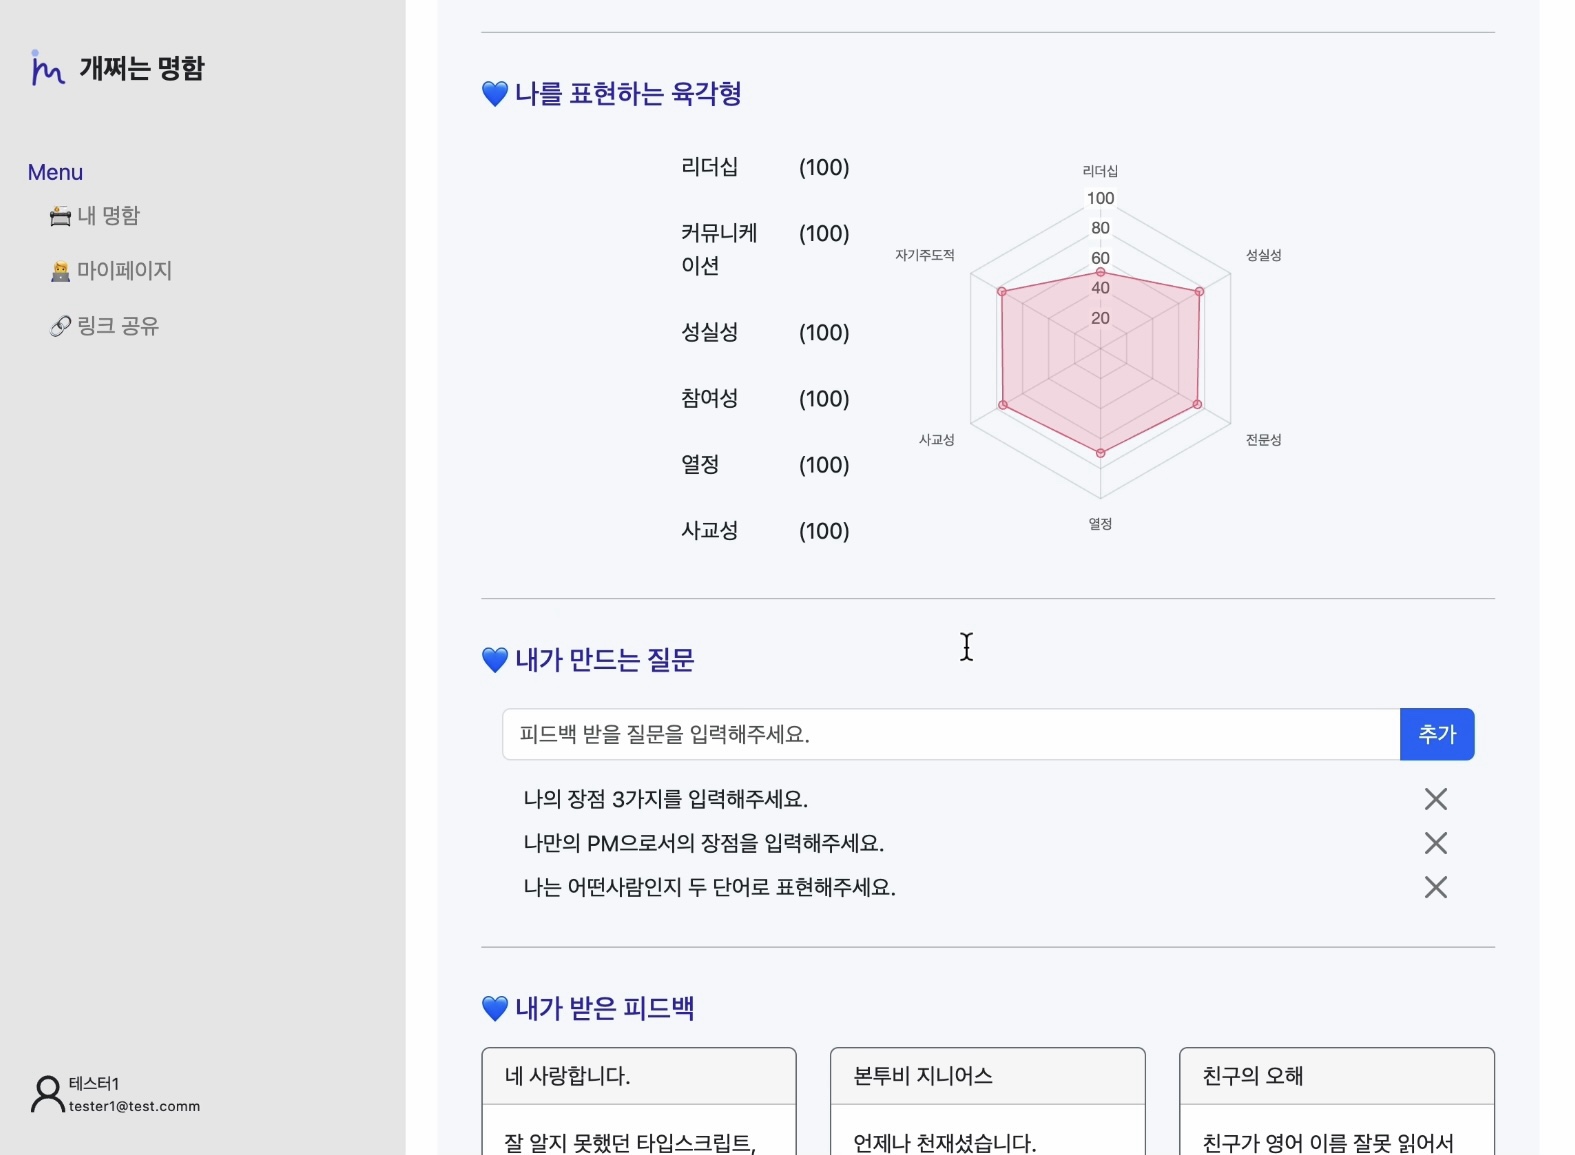 개쩌는 명함
Menu
내 명함
마이페이지
링크 공유
테스터1
tester1@test.comm
나를 표현하는 육각형
리더십 (100)
커뮤니케
이션 (100)
성실성 (100)
참여성 (100)
열정 (100)
사교성 (100)
리더십
100
80
60
40
20
자기주도적
성실성
사교성
전문성
열정
내가 만드는 질문
피드백 받을 질문을 입력해주세요.
추가
나의 장점 3가지를 입력해주세요.
나만의 PM으로서의 장점을 입력해주세요.
나는 어떤사람인지 두 단어로 표현해주세요.
내가 받은 피드백
네 사랑합니다.
잘 알지 못했던 타입스크립트,
본투비 지니어스
언제나 천재셨습니다.
친구의 오해
친구가 영어 이름 잘못 읽어서